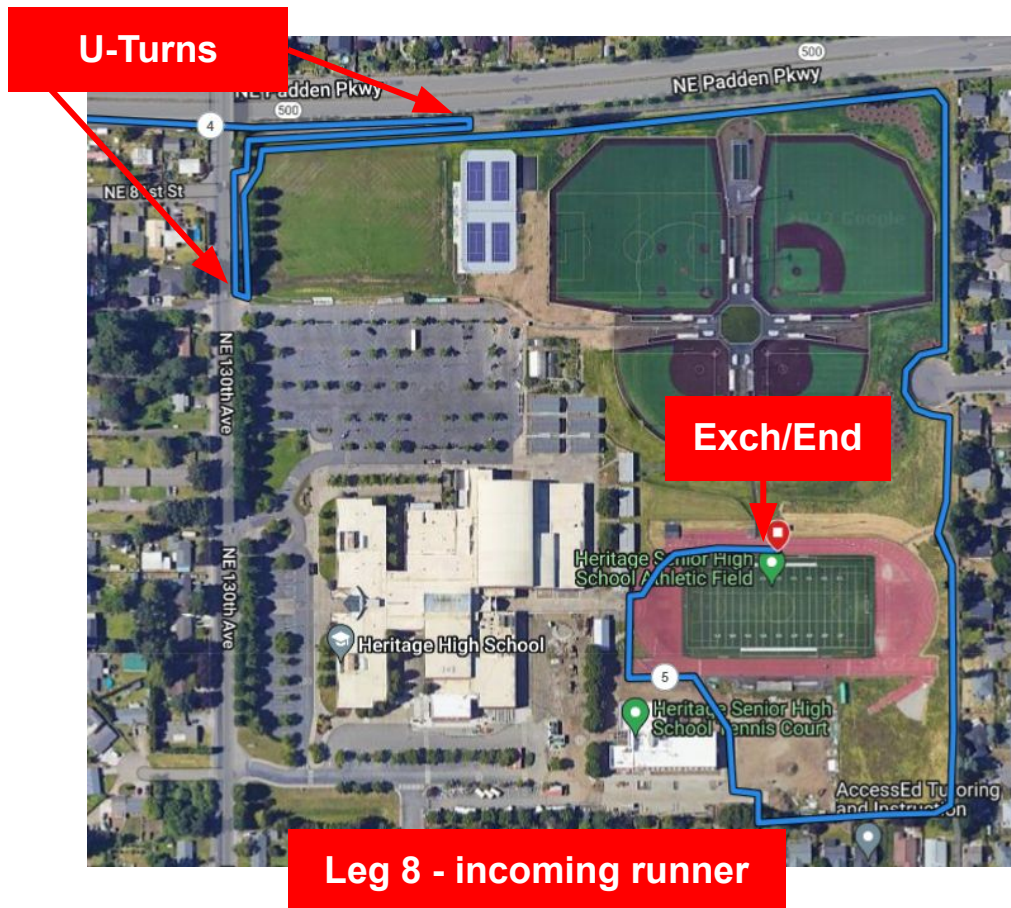 U-Turns
500
NE Padden Pkwy
NE Padden Pkwy
500
4
NE 81st St
NE 130th Ave
Exch/End
Heritage Senior High
School Athletic Field
NE 130th Ave
Heritage High School
5
Heritage Senior High
School Tennis Court
AccessEd Tutoring
and Instruction
Leg 8 - incoming runner